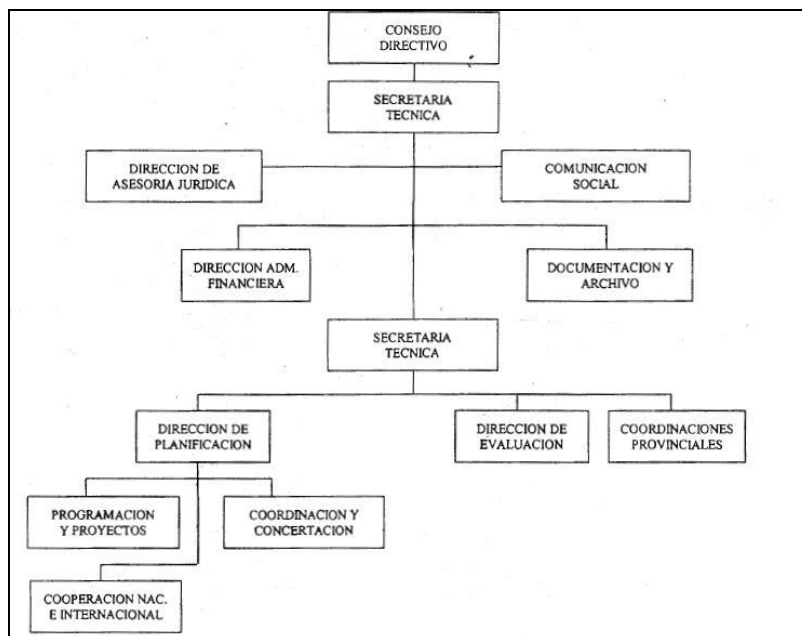 CONSEJO
DIRECTIVO
SECRETARIA
TECNICA
DIRECCION DE
ASESORIA JURIDICA
COMUNICACION
SOCIAL
DIRECCION ADM.
FINANCIERA
DOCUMENTACION Y
ARCHIVO
SECRETARIA
TECNICA
DIRECCION DE
PLANIFICACION
DIRECCION DE
EVALUACION
COORDINACIONES
PROVINCIALES
PROGRAMACION
Y PROYECTOS
COORDINACION Y
CONCERTACION
COOPERACION NAC.
E INTERNACIONAL